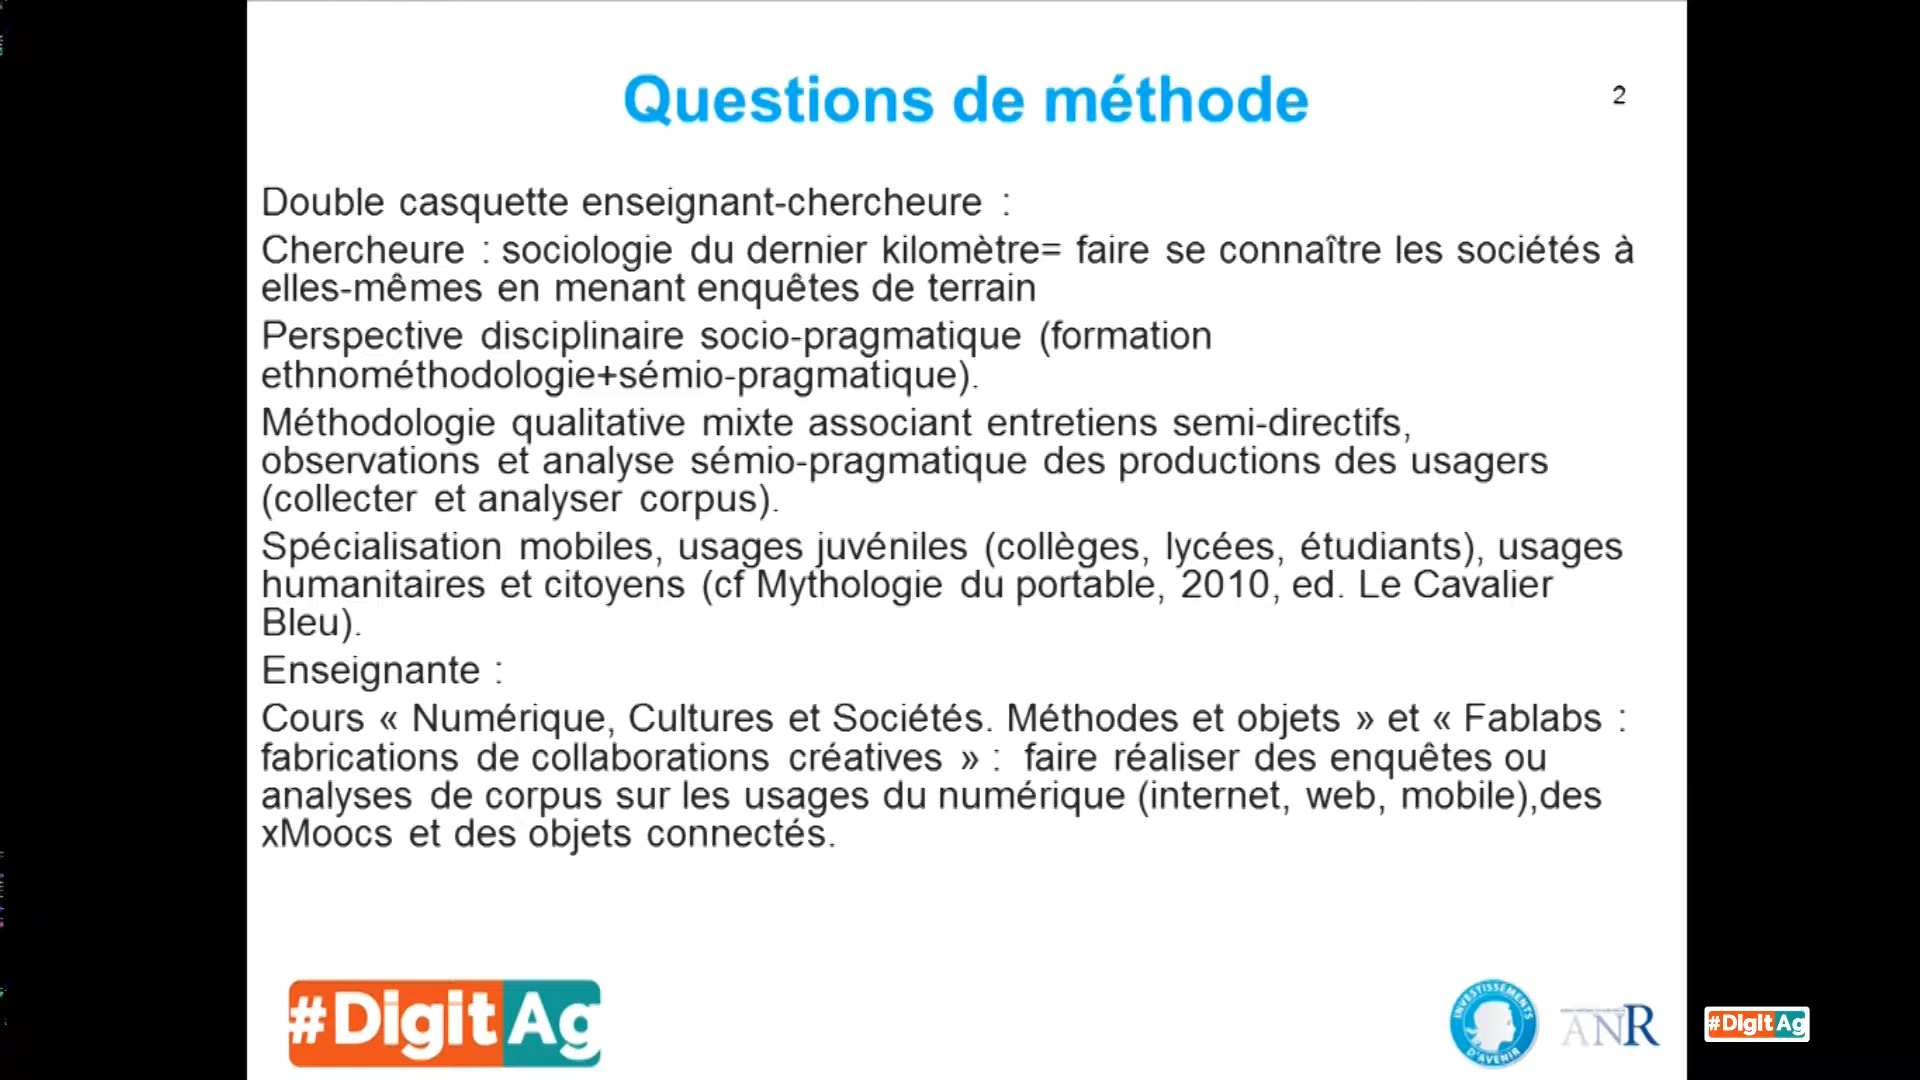 Questions de méthode
2
Double casquette enseignant-chercheure :
Chercheure : sociologie du dernier kilomètre= faire se connaître les sociétés à
elles-mêmes en menant enquêtes de terrain
Perspective disciplinaire socio-pragmatique (formation
ethnométhodologie+sémio-pragmatique).
Méthodologie qualitative mixte associant entretiens semi-directifs,
observations et analyse sémio-pragmatique des productions des usagers
(collecter et analyser corpus).
Spécialisation mobiles, usages juvéniles (collèges, lycées, étudiants), usages
humanitaires et citoyens (cf Mythologie du portable, 2010, ed. Le Cavalier
Bleu).
Enseignante :
Cours « Numérique, Cultures et Sociétés. Méthodes et objets » et « Fablabs :
fabrications de collaborations créatives » : faire réaliser des enquêtes ou
analyses de corpus sur les usages du numérique (internet, web, mobile),des
xMoocs et des objets connectés.
#DigitAg
INVESTISSEMENTS
D'AVENIR
ANR
#DigitAg